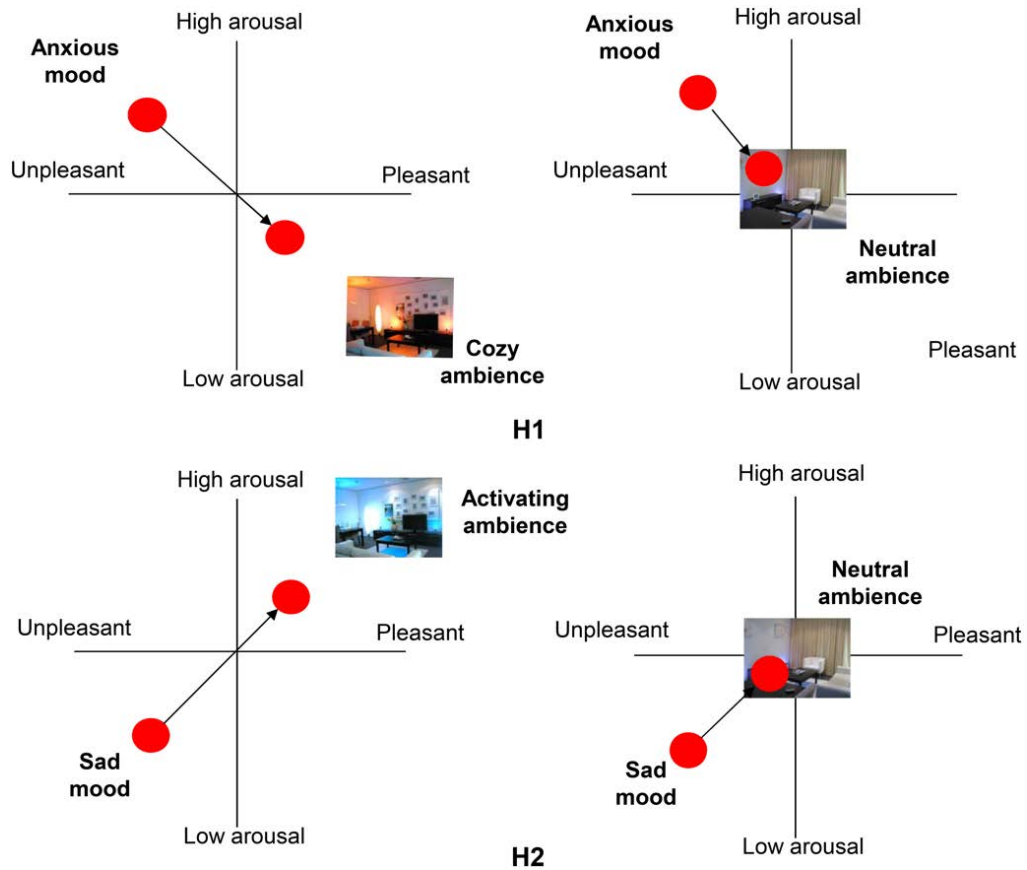 High arousal
Anxious
mood
Unpleasant
Pleasant
Cozy
ambience
Low arousal
High arousal
Anxious
mood
Unpleasant
Neutral
ambience
Pleasant
Low arousal
H1
High arousal
Activating
ambience
Unpleasant
Pleasant
Sad
mood
Low arousal
High arousal
Neutral
ambience
Unpleasant
Pleasant
Sad
mood
Low arousal
H2